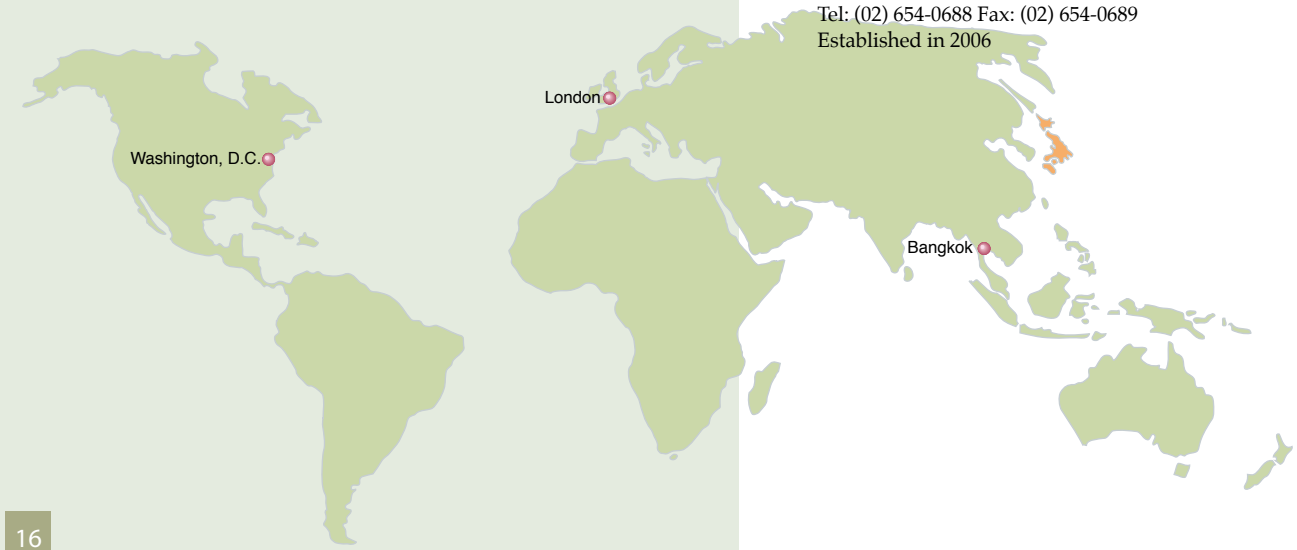 Tel: (02) 654-0688 Fax: (02) 654-0689
Established in 2006
London
Washington, D.C.
Bangkok
16